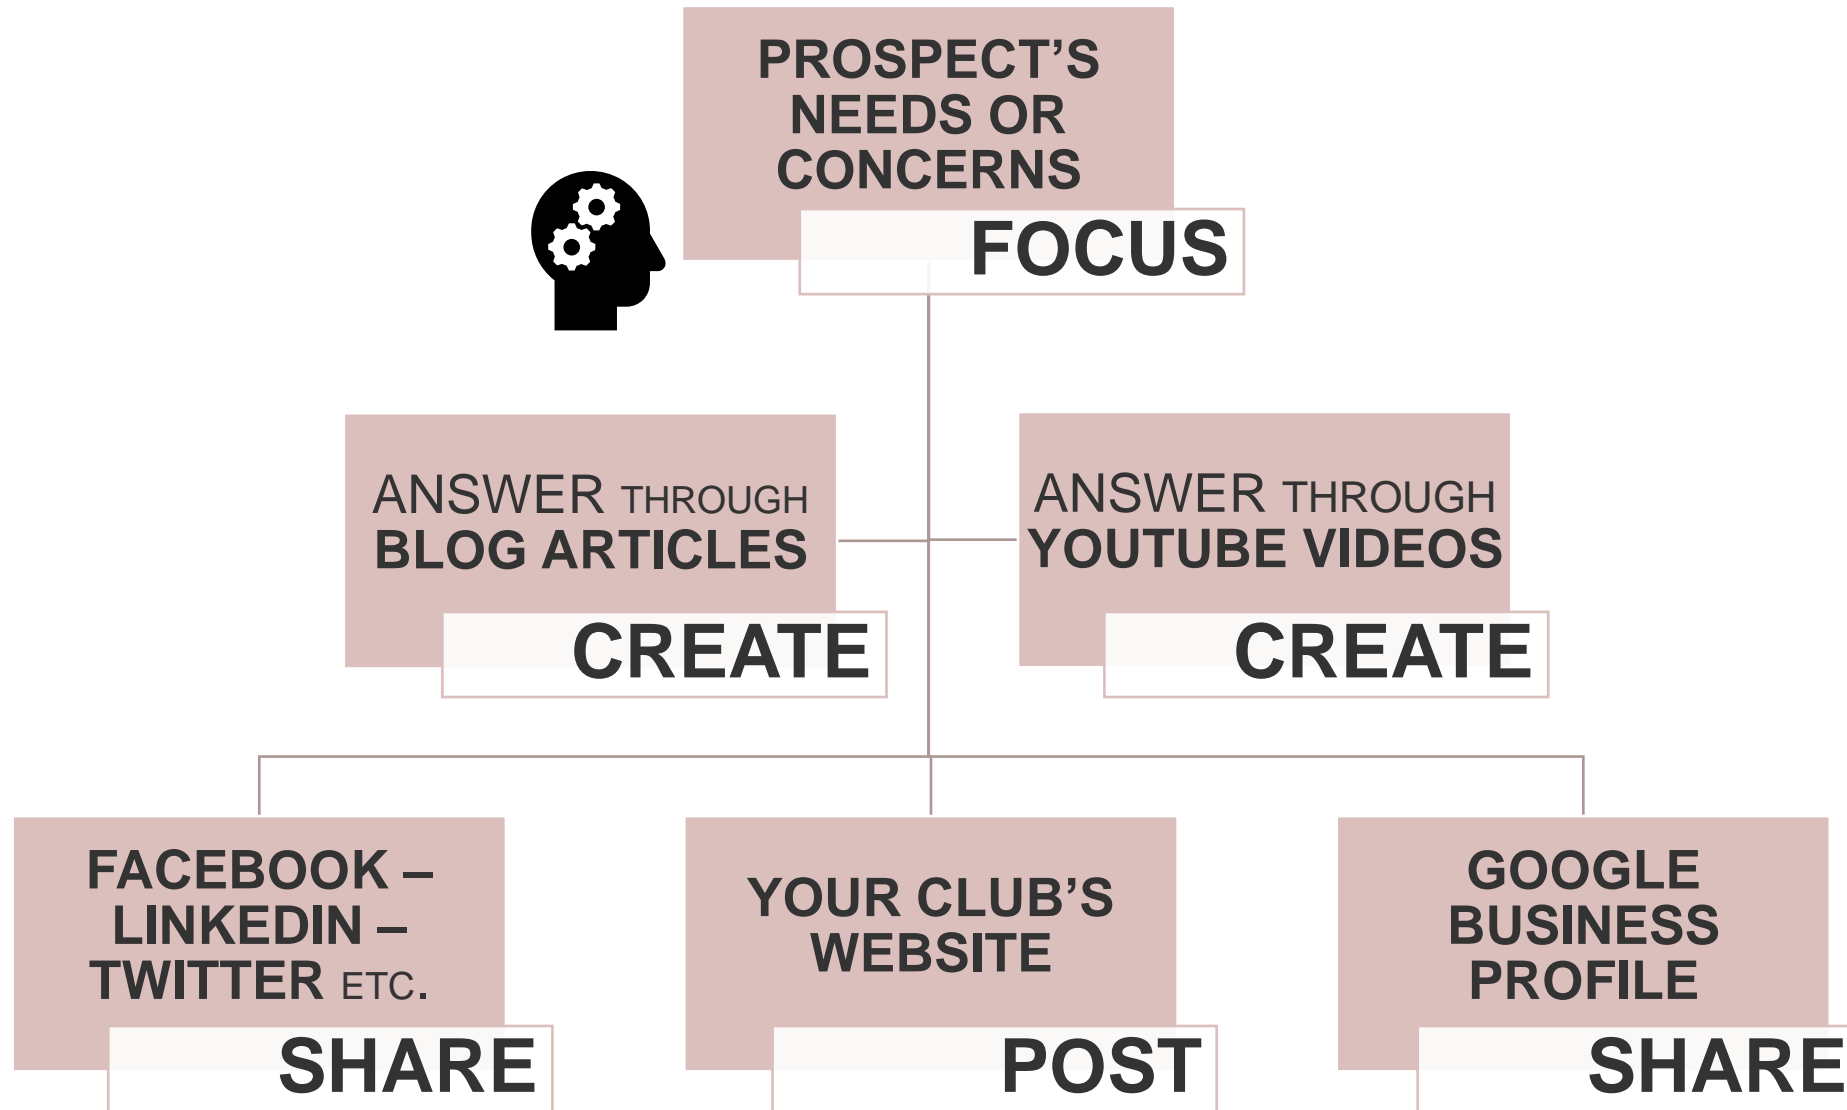 PROSPECT’S
NEEDS OR
CONCERNS
FOCUS
ANSWER THROUGH
BLOG ARTICLES
CREATE
ANSWER THROUGH
YOUTUBE VIDEOS
CREATE
FACEBOOK –
LINKEDIN –
TWITTER ETC.
SHARE
YOUR CLUB’S
WEBSITE
POST
GOOGLE
BUSINESS
PROFILE
SHARE